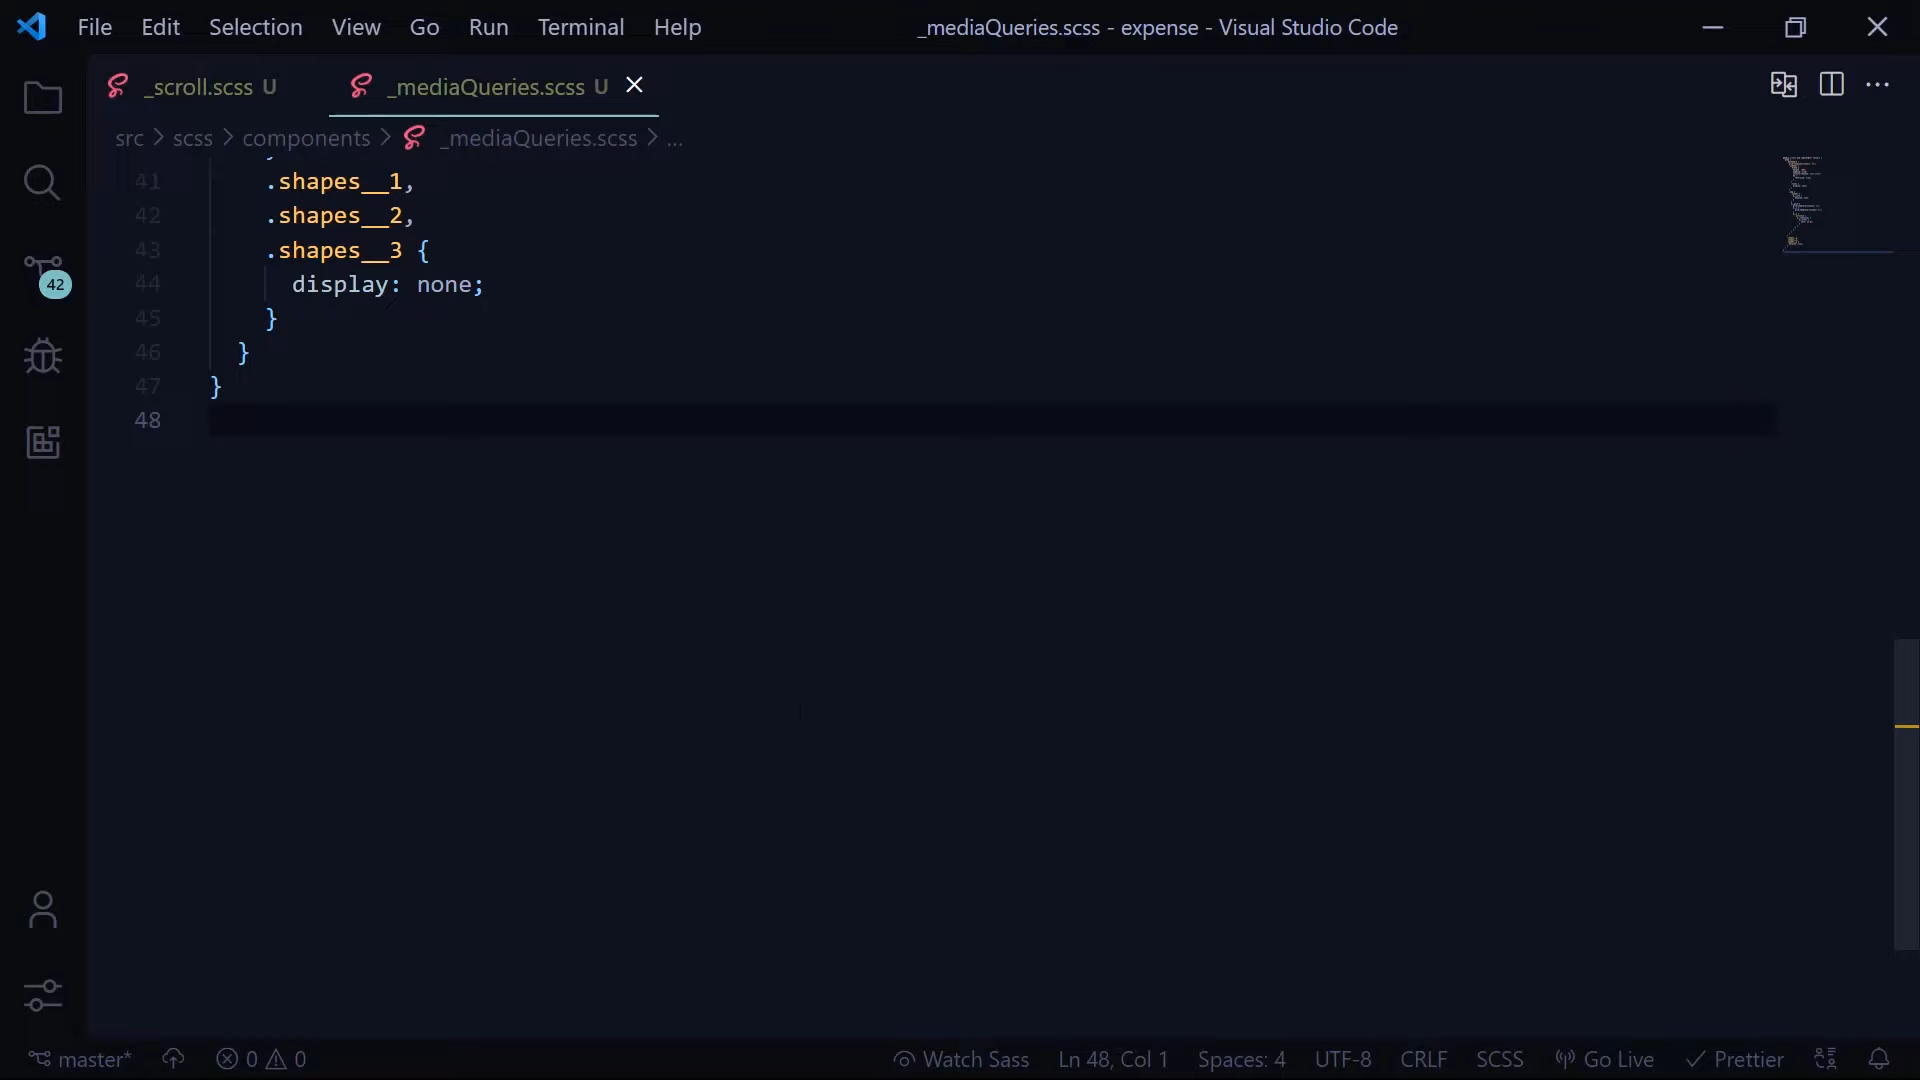 File Edit Selection View Go Run Terminal Help _mediaQueries.scss - expense - Visual Studio Code
_scroll.scss U _mediaQueries.scss U
src > scss > components > _mediaQueries.scss > ...
41 .shapes__1,
42 .shapes__2,
43 .shapes__3 {
44 display: none;
45 }
46 }
47 }
48
42
master* 0 0 Watch Sass Ln 48, Col 1 Spaces: 4 UTF-8 CRLF SCSS Go Live Prettier